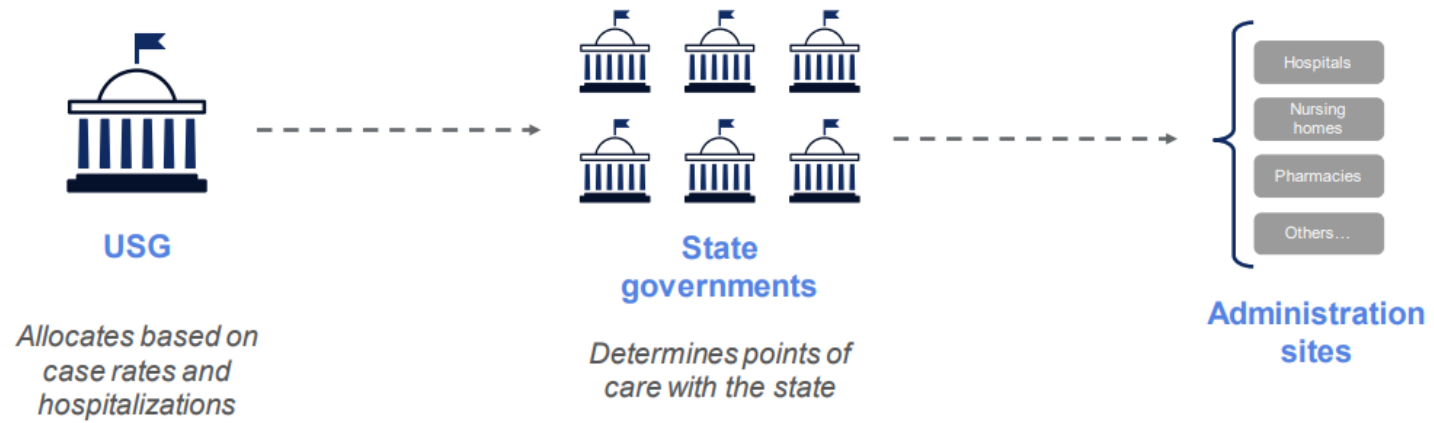 USG
Allocates based on
case rates and
hospitalizations
State
governments
Determines points of
care with the state
Hospitals
Nursing
homes
Pharmacies
Others...
Administration
sites